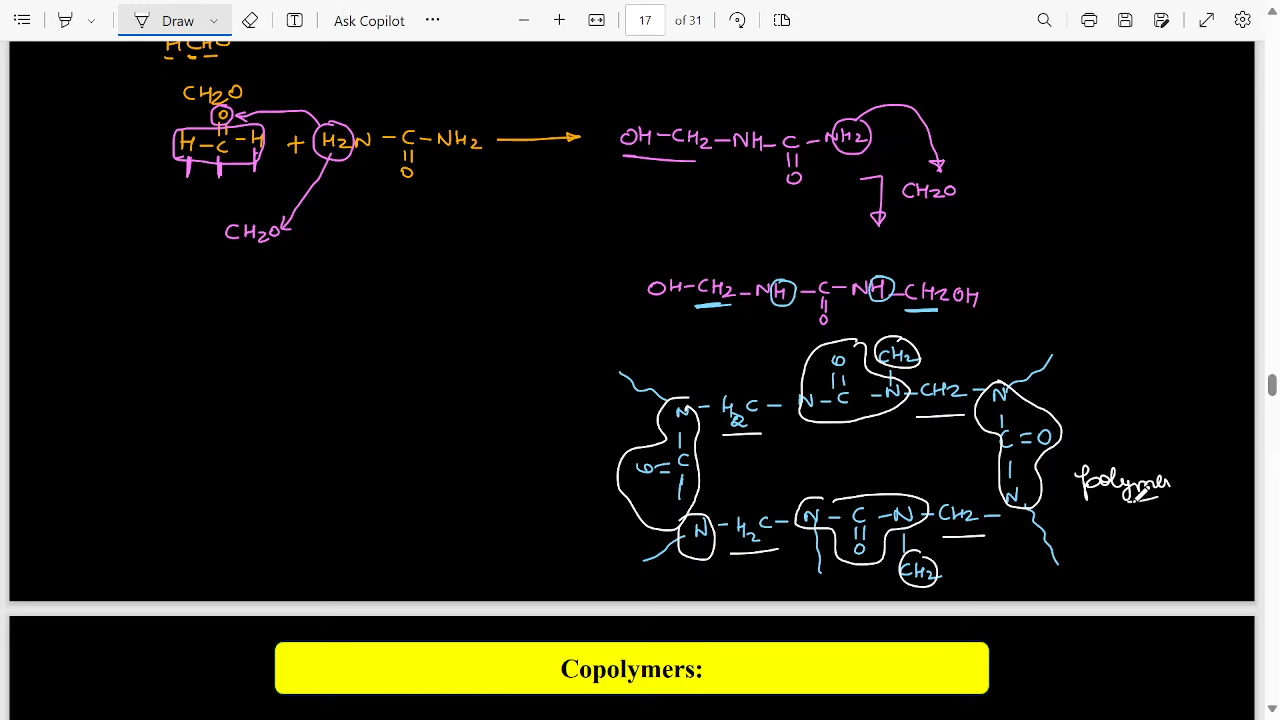 Draw
Ask Copilot
17 of 31
HCHO
CH2O
O
H-C-H + H2N-C-NH2
O
CH2O
OH-CH2-NH-C-NH2
O
CH2O
OH-CH2-NH-C-NH-CH2OH
O
O CH2
N-H2C-N-C-N-CH2-N
O=C
C=O
N
N-H2C-N-C-N-CH2-
O
CH2
polymer
Copolymers: